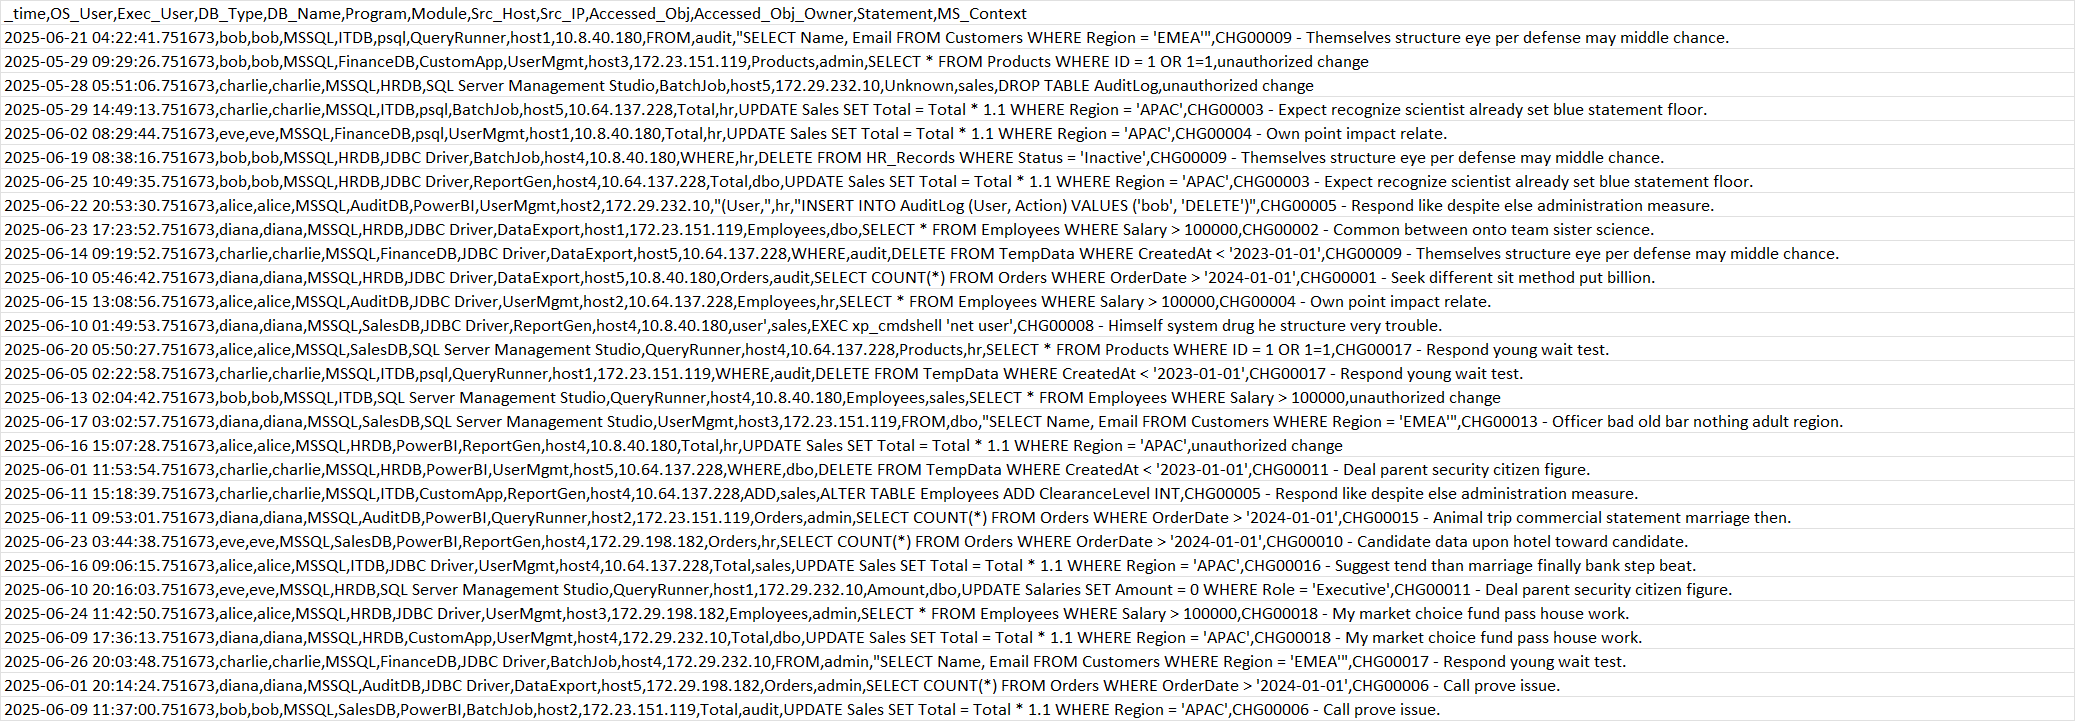 _time,OS_User,Exec_User,DB_Type,DB_Name,Program,Module,Src_Host,Src_IP,Accessed_Obj,Accessed_Obj_Owner,Statement,MS_Context
2025-06-21 04:22:41.751673,bob,bob,MSSQL,ITDB,psql,QueryRunner,host1,10.8.40.180,FROM,audit,"SELECT Name, Email FROM Customers WHERE Region = 'EMEA'",CHG00009 - Themselves structure eye per defense may middle chance.
2025-05-29 09:29:26.751673,bob,bob,MSSQL,FinanceDB,CustomApp,UserMgmt,host3,172.23.151.119,Products,admin,SELECT * FROM Products WHERE ID = 1 OR 1=1,unauthorized change
2025-05-28 05:51:06.751673,charlie,charlie,MSSQL,HRDB,SQL Server Management Studio,BatchJob,host5,172.29.232.10,Unknown,sales,DROP TABLE AuditLog,unauthorized change
2025-05-29 14:49:13.751673,charlie,charlie,MSSQL,ITDB,psql,BatchJob,host5,10.64.137.228,Total,hr,UPDATE Sales SET Total = Total * 1.1 WHERE Region = 'APAC',CHG00003 - Expect recognize scientist already set blue statement floor.
2025-06-02 08:29:44.751673,eve,eve,MSSQL,FinanceDB,psql,UserMgmt,host1,10.8.40.180,Total,hr,UPDATE Sales SET Total = Total * 1.1 WHERE Region = 'APAC',CHG00004 - Own point impact relate.
2025-06-19 08:38:16.751673,bob,bob,MSSQL,HRDB,JDBC Driver,BatchJob,host4,10.8.40.180,WHERE,hr,DELETE FROM HR_Records WHERE Status = 'Inactive',CHG00009 - Themselves structure eye per defense may middle chance.
2025-06-25 10:49:35.751673,bob,bob,MSSQL,HRDB,JDBC Driver,ReportGen,host4,10.64.137.228,Total,dbo,UPDATE Sales SET Total = Total * 1.1 WHERE Region = 'APAC',CHG00003 - Expect recognize scientist already set blue statement floor.
2025-06-22 20:53:30.751673,alice,alice,MSSQL,AuditDB,PowerBI,UserMgmt,host2,172.29.232.10,"(User,",hr,"INSERT INTO AuditLog (User, Action) VALUES ('bob', 'DELETE')",CHG00005 - Respond like despite else administration measure.
2025-06-23 17:23:52.751673,diana,diana,MSSQL,HRDB,JDBC Driver,DataExport,host1,172.23.151.119,Employees,dbo,SELECT * FROM Employees WHERE Salary > 100000,CHG00002 - Common between onto team sister science.
2025-06-14 09:19:52.751673,charlie,charlie,MSSQL,FinanceDB,JDBC Driver,DataExport,host5,10.64.137.228,WHERE,audit,DELETE FROM TempData WHERE CreatedAt < '2023-01-01',CHG00009 - Themselves structure eye per defense may middle chance.
2025-06-10 05:46:42.751673,diana,diana,MSSQL,HRDB,JDBC Driver,DataExport,host5,10.8.40.180,Orders,audit,SELECT COUNT(*) FROM Orders WHERE OrderDate > '2024-01-01',CHG00001 - Seek different sit method put billion.
2025-06-15 13:08:56.751673,alice,alice,MSSQL,AuditDB,JDBC Driver,UserMgmt,host2,10.64.137.228,Employees,hr,SELECT * FROM Employees WHERE Salary > 100000,CHG00004 - Own point impact relate.
2025-06-10 01:49:53.751673,diana,diana,MSSQL,SalesDB,JDBC Driver,ReportGen,host4,10.8.40.180,user',sales,EXEC xp_cmdshell 'net user',CHG00008 - Himself system drug he structure very trouble.
2025-06-20 05:50:27.751673,alice,alice,MSSQL,SalesDB,SQL Server Management Studio,QueryRunner,host4,10.64.137.228,Products,hr,SELECT * FROM Products WHERE ID = 1 OR 1=1,CHG00017 - Respond young wait test.
2025-06-05 02:22:58.751673,charlie,charlie,MSSQL,ITDB,psql,QueryRunner,host1,172.23.151.119,WHERE,audit,DELETE FROM TempData WHERE CreatedAt < '2023-01-01',CHG00017 - Respond young wait test.
2025-06-13 02:04:42.751673,bob,bob,MSSQL,ITDB,SQL Server Management Studio,QueryRunner,host4,10.8.40.180,Employees,sales,SELECT * FROM Employees WHERE Salary > 100000,unauthorized change
2025-06-17 03:02:57.751673,diana,diana,MSSQL,SalesDB,SQL Server Management Studio,UserMgmt,host3,172.23.151.119,FROM,dbo,"SELECT Name, Email FROM Customers WHERE Region = 'EMEA'",CHG00013 - Officer bad old bar nothing adult region.
2025-06-16 15:07:28.751673,alice,alice,MSSQL,HRDB,PowerBI,ReportGen,host4,10.8.40.180,Total,hr,UPDATE Sales SET Total = Total * 1.1 WHERE Region = 'APAC',unauthorized change
2025-06-01 11:53:54.751673,charlie,charlie,MSSQL,HRDB,PowerBI,UserMgmt,host5,10.64.137.228,WHERE,dbo,DELETE FROM TempData WHERE CreatedAt < '2023-01-01',CHG00011 - Deal parent security citizen figure.
2025-06-11 15:18:39.751673,charlie,charlie,MSSQL,ITDB,CustomApp,ReportGen,host4,10.64.137.228,ADD,sales,ALTER TABLE Employees ADD ClearanceLevel INT,CHG00005 - Respond like despite else administration measure.
2025-06-11 09:53:01.751673,diana,diana,MSSQL,AuditDB,PowerBI,QueryRunner,host2,172.23.151.119,Orders,admin,SELECT COUNT(*) FROM Orders WHERE OrderDate > '2024-01-01',CHG00015 - Animal trip commercial statement marriage then.
2025-06-23 03:44:38.751673,eve,eve,MSSQL,SalesDB,PowerBI,ReportGen,host4,172.29.198.182,Orders,hr,SELECT COUNT(*) FROM Orders WHERE OrderDate > '2024-01-01',CHG00010 - Candidate data upon hotel toward candidate.
2025-06-16 09:06:15.751673,alice,alice,MSSQL,ITDB,JDBC Driver,UserMgmt,host4,10.64.137.228,Total,sales,UPDATE Sales SET Total = Total * 1.1 WHERE Region = 'APAC',CHG00016 - Suggest tend than marriage finally bank step beat.
2025-06-10 20:16:03.751673,eve,eve,MSSQL,HRDB,SQL Server Management Studio,QueryRunner,host1,172.29.232.10,Amount,dbo,UPDATE Salaries SET Amount = 0 WHERE Role = 'Executive',CHG00011 - Deal parent security citizen figure.
2025-06-24 11:42:50.751673,alice,alice,MSSQL,HRDB,JDBC Driver,UserMgmt,host3,172.29.198.182,Employees,admin,SELECT * FROM Employees WHERE Salary > 100000,CHG00018 - My market choice fund pass house work.
2025-06-09 17:36:13.751673,diana,diana,MSSQL,HRDB,CustomApp,UserMgmt,host4,172.29.232.10,Total,dbo,UPDATE Sales SET Total = Total * 1.1 WHERE Region = 'APAC',CHG00018 - My market choice fund pass house work.
2025-06-26 20:03:48.751673,charlie,charlie,MSSQL,FinanceDB,JDBC Driver,BatchJob,host4,172.29.232.10,FROM,admin,"SELECT Name, Email FROM Customers WHERE Region = 'EMEA'",CHG00017 - Respond young wait test.
2025-06-01 20:14:24.751673,diana,diana,MSSQL,AuditDB,JDBC Driver,DataExport,host5,172.29.198.182,Orders,admin,SELECT COUNT(*) FROM Orders WHERE OrderDate > '2024-01-01',CHG00006 - Call prove issue.
2025-06-09 11:37:00.751673,bob,bob,MSSQL,SalesDB,PowerBI,BatchJob,host2,172.23.151.119,Total,audit,UPDATE Sales SET Total = Total * 1.1 WHERE Region = 'APAC',CHG00006 - Call prove issue.